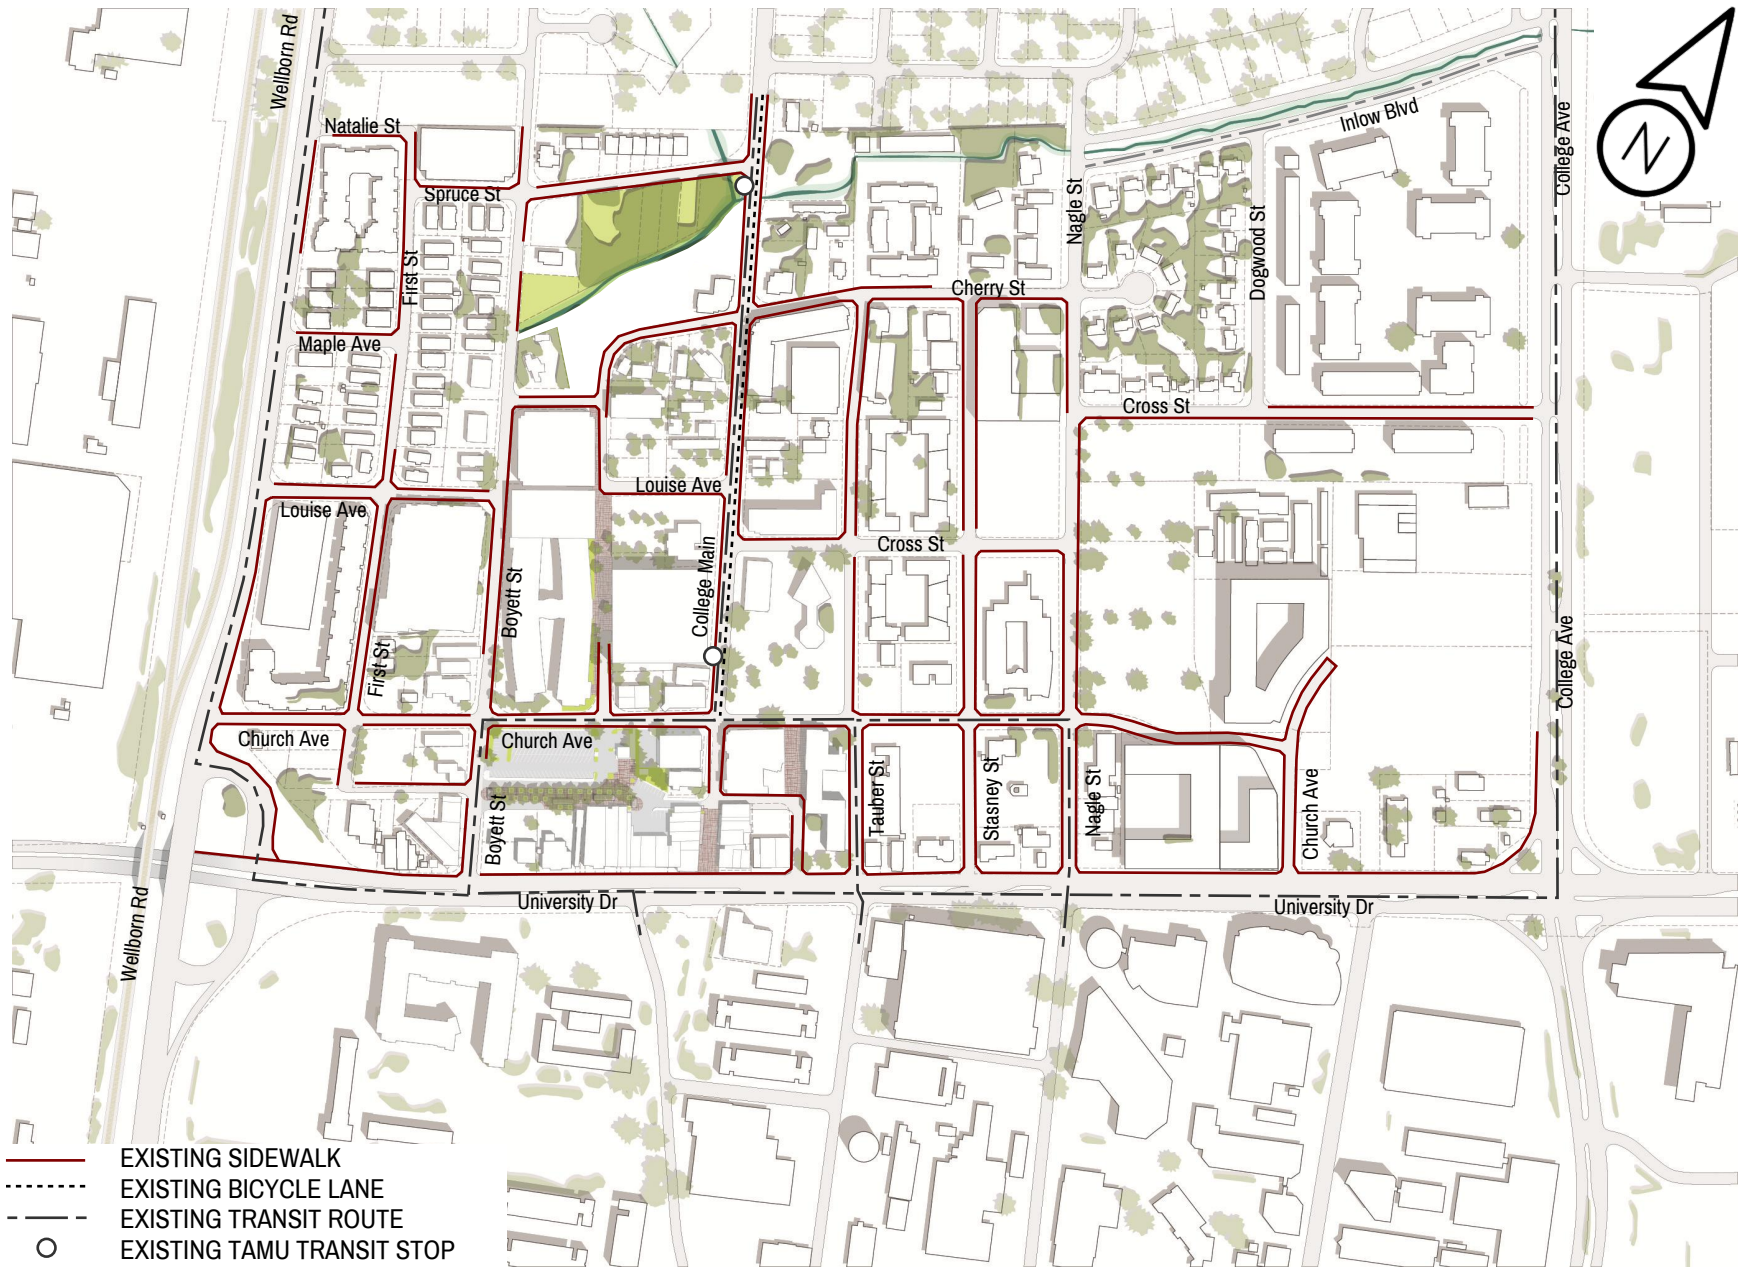 Wellborn Rd
Natalie St
Inlow Blvd
College Ave
N
Spruce St
Nagle St
Dogwood St
First St
Cherry St
Maple Ave
Cross St
Louise Ave
Louise Ave
College Main
Cross St
Boyett St
First St
College Ave
Church Ave
Church Ave
Tauber St
Stasney St
Nagle St
Church Ave
Boyett St
University Dr
University Dr
Wellborn Rd
EXISTING SIDEWALK
EXISTING BICYCLE LANE
EXISTING TRANSIT ROUTE
EXISTING TAMU TRANSIT STOP